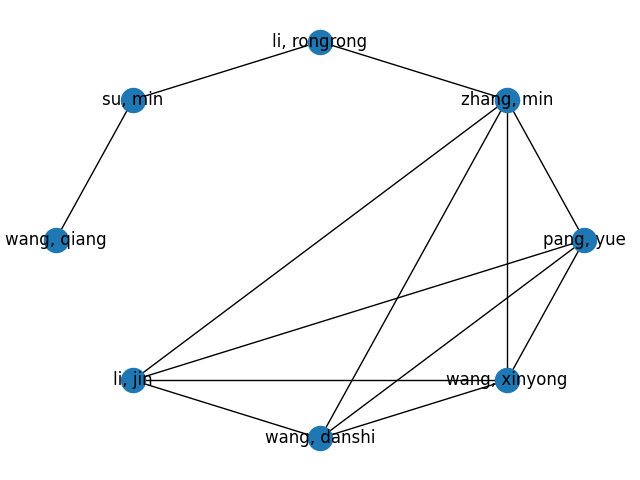 li, rongrong
su, min
zhang, min
wang, qiang
pang, yue
li, jin
wang, xinyong
wang, danshi